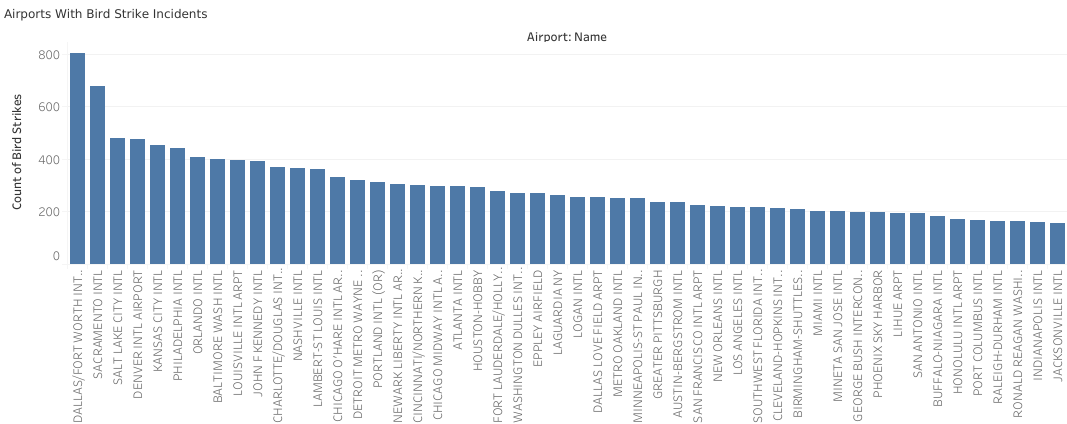 Airports With Bird Strike Incidents
Airport: Name
Count of Bird Strikes
800
600
400
200
0
DALLAS/FORT WORTH INT..
SACRAMENTO INTL
SALT LAKE CITY INTL
DENVER INTL AIRPORT
KANSAS CITY INTL
PHILADELPHIA INTL
ORLANDO INTL
BALTIMORE WASH INTL
LOUISVILLE INTL ARPT
JOHN F KENNEDY INTL
CHARLOTTE/DOUGLAS INT..
NASHVILLE INTL
LAMBERT-ST LOUIS INTL
CHICAGO O'HARE INTL AR..
DETROIT METRO WAYNE ..
PORTLAND INTL (OR)
NEWARK LIBERTY INTL AR..
CINCINNATI/NORTHERN K..
CHICAGO MIDWAY INTL A..
ATLANTA INTL
HOUSTON-HOBBY
FORT LAUDERDALE/HOLLY..
WASHINGTON DULLES INT..
EPPLEY AIRFIELD
LAGUARDIA NY
LOGAN INTL
DALLAS LOVE FIELD ARPT
METRO OAKLAND INTL
MINNEAPOLIS-ST PAUL IN..
GREATER PITTSBURGH
AUSTIN-BERGSTROM INTL
SAN FRANCISCO INTL ARPT
NEW ORLEANS INTL
LOS ANGELES INTL
SOUTHWEST FLORIDA INT..
CLEVELAND-HOPKINS INT..
BIRMINGHAM-SHUTTLES..
MIAMI INTL
MINETA SAN JOSE INTL
GEORGE BUSH INTERCON..
PHOENIX SKY HARBOR
LIHUE ARPT
SAN ANTONIO INTL
BUFFALO-NIAGARA INTL
HONOLULU INTL ARPT
PORT COLUMBUS INTL
RALEIGH-DURHAM INTL
RONALD REAGAN WASHI..
INDIANAPOLIS INTL
JACKSONVILLE INTL